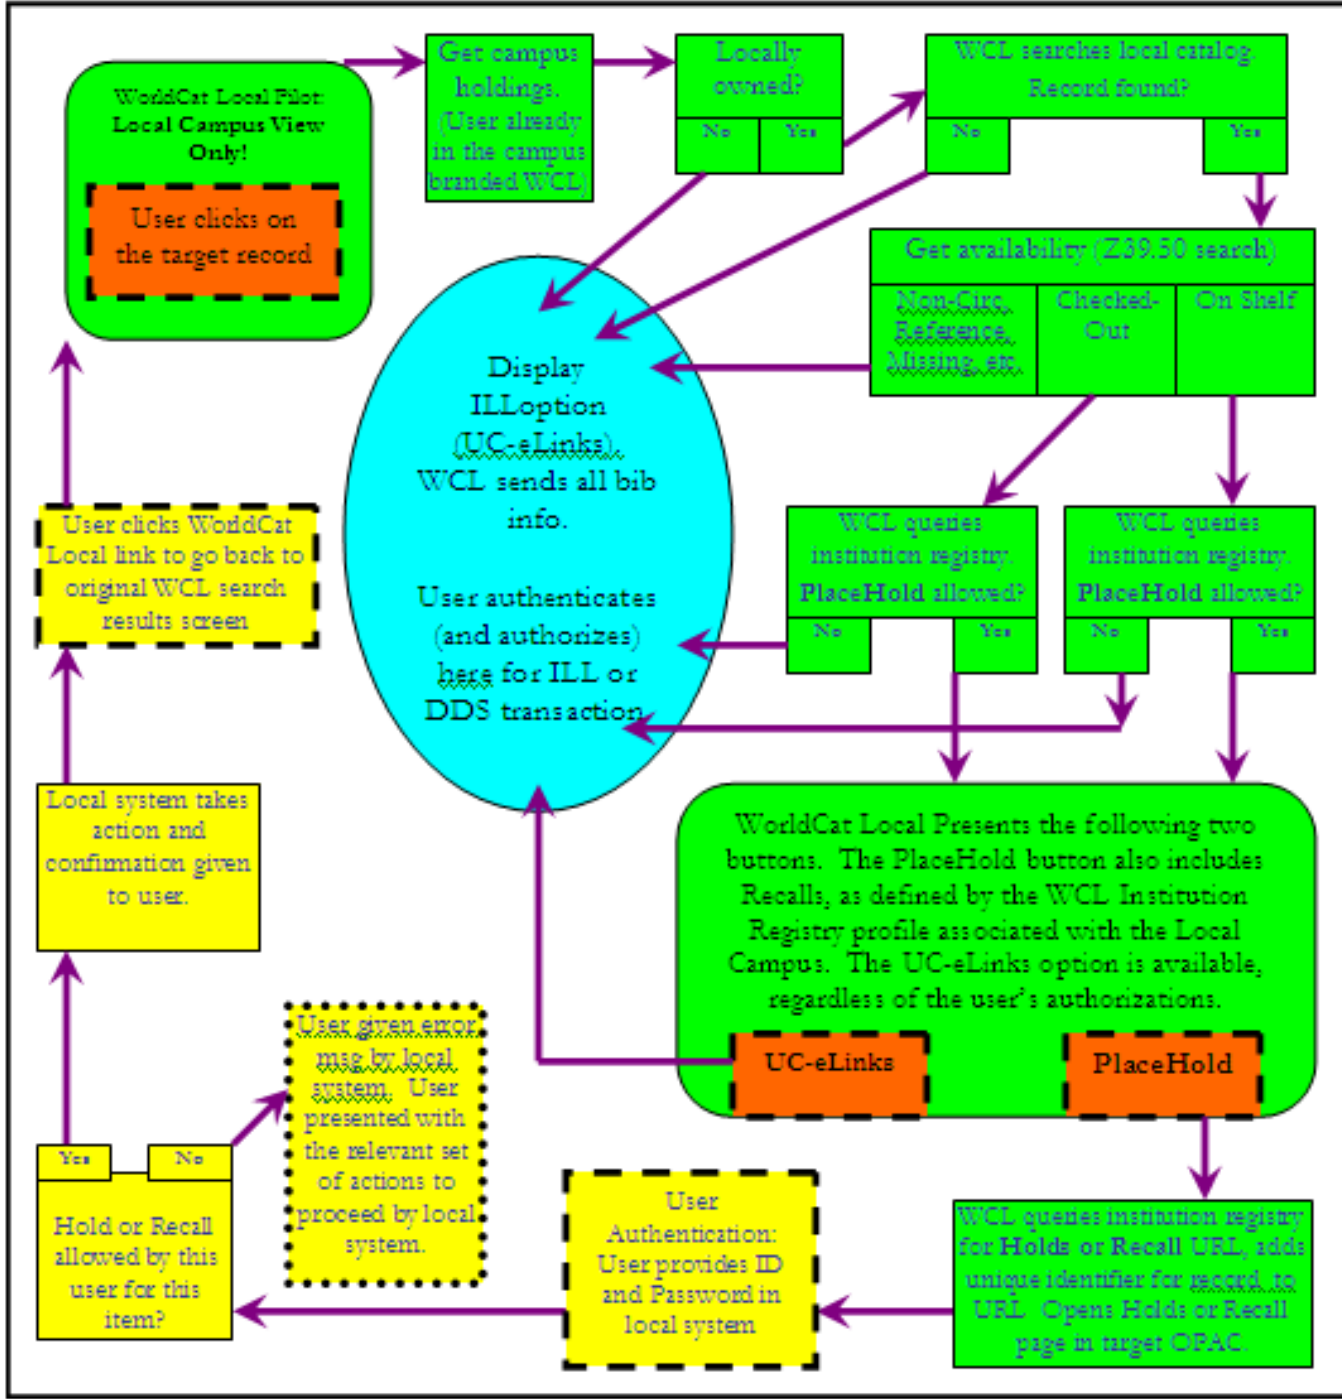 WorldCat Local Pilot:
Local Campus View
Only!
User clicks on
the target record
Get campus
holdings.
(User already
in the campus
branded WCL)
Locally
owned?
No
Yes
WCL searches local catalog.
Record found?
No
Yes
Get availability (Z39.50 search)
Non-Circ,
Reference,
Missing, etc.
Checked-
Out
On Shelf
Display
ILLoption
(UC-eLinks).
WCL sends all bib
info.
User authenticates
(and authorizes)
here for ILL or
DDS transaction
WCL queries
institution registry.
PlaceHold allowed?
No
Yes
WCL queries
institution registry.
PlaceHold allowed?
No
Yes
WorldCat Local Presents the following two
buttons. The PlaceHold button also includes
Recalls, as defined by the WCL Institution
Registry profile associated with the Local
Campus. The UC-eLinks option is available,
regardless of the user's authorizations.
UC-eLinks
PlaceHold
WCL queries institution registry
for Holds or Recall URL, adds
unique identifier for record to
URL. Opens Holds or Recall
page in target OPAC.
User
Authentication:
User provides ID
and Password in
local system
Yes
No
Hold or Recall
allowed by this
user for this
item?
User given error
msg by local
system. User
presented with
the relevant set
of actions to
proceed by local
system.
Local system takes
action and
confirmation given
to user.
User clicks WorldCat
Local link to go back to
original WCL search
results screen